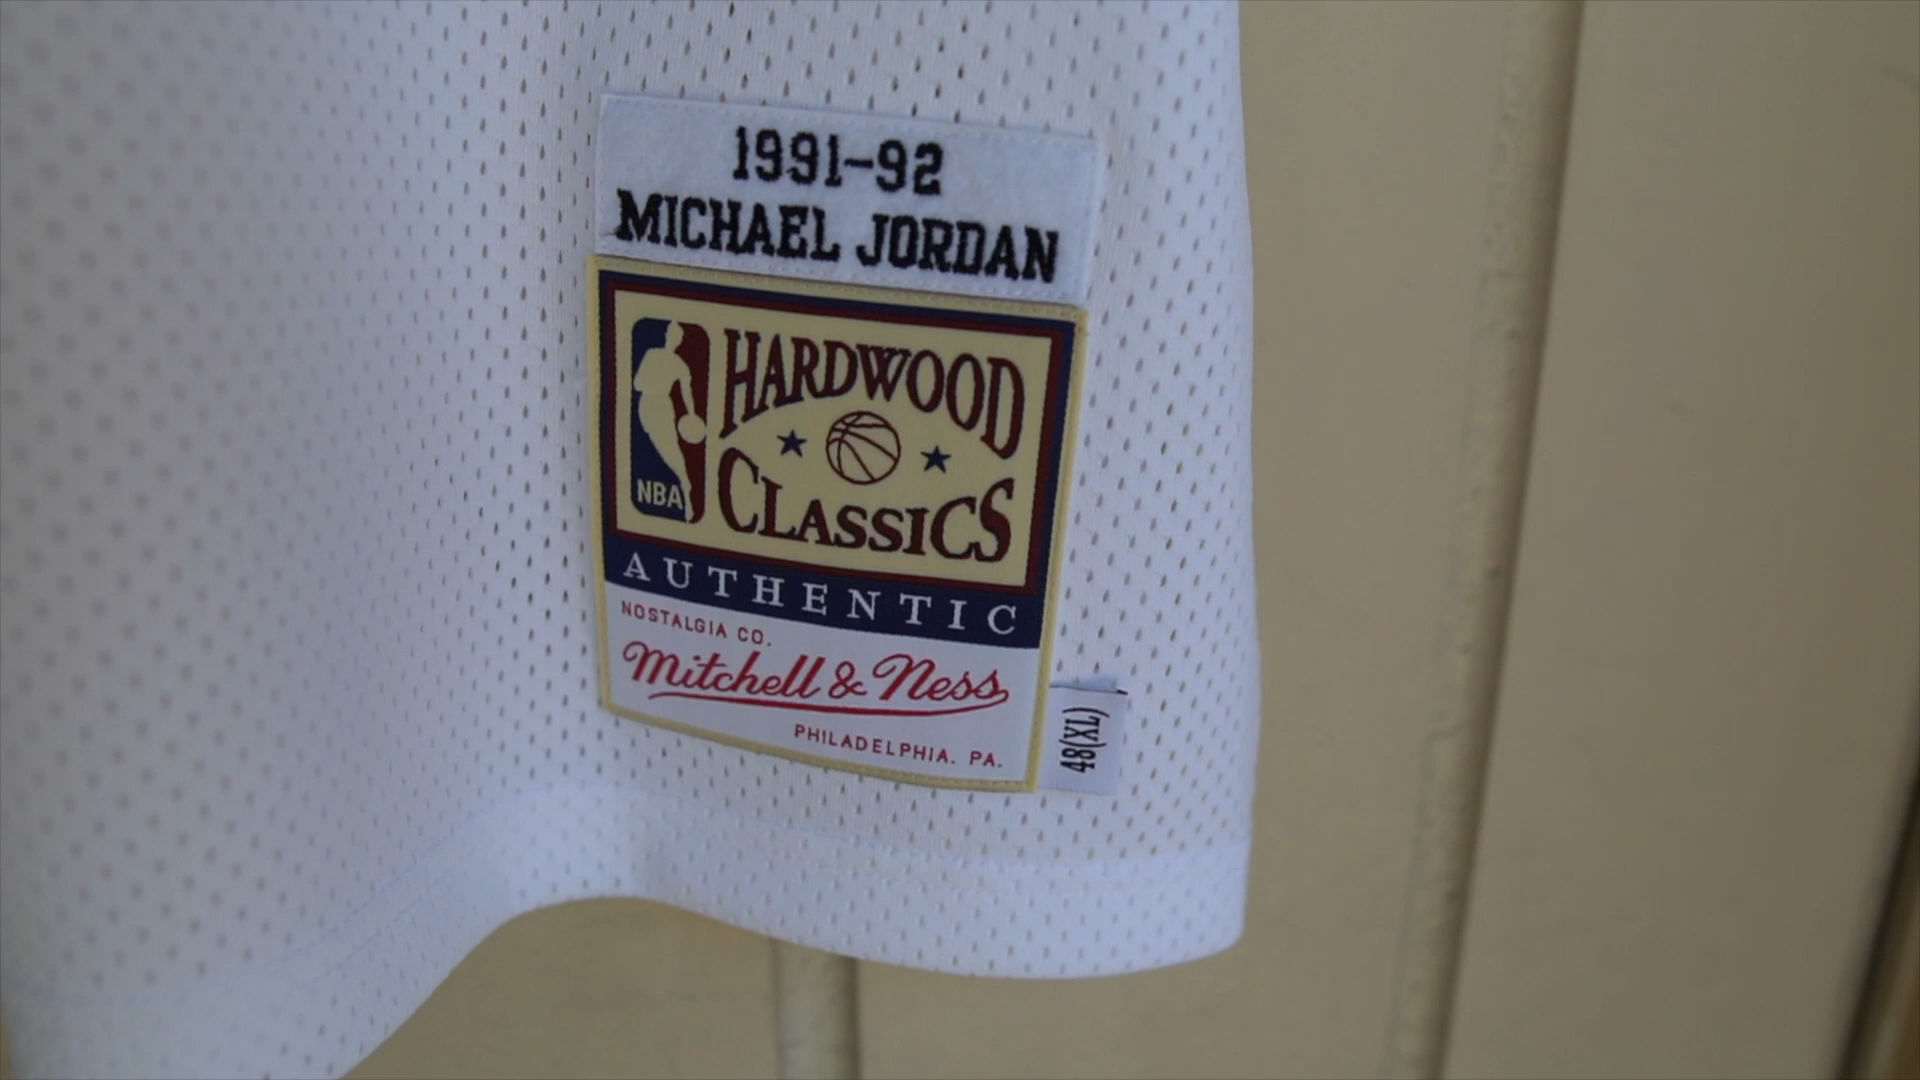 1991-92
MICHAEL JORDAN
HARDWOOD
CLASSICS
NBA
AUTHENTIC
NOSTALGIA CO.
Mitchell & Ness
PHILADELPHIA. PA.
48(XL)